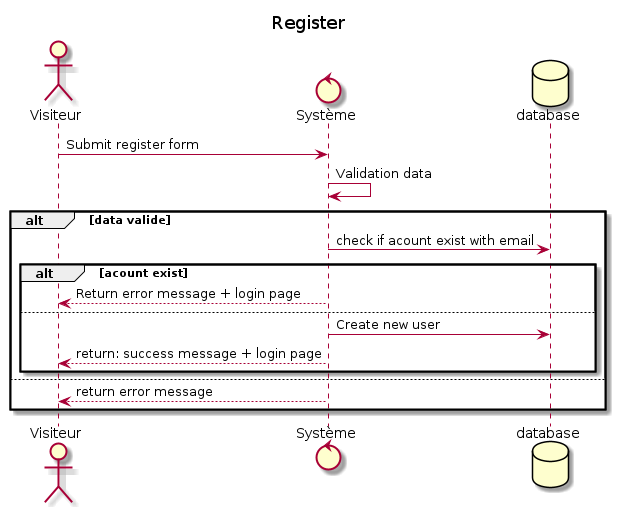 Register
Visiteur
Système
database
Submit register form
Validation data
alt [data valide]
check if acount exist with email
alt [acount exist]
Return error message + login page
Create new user
return: success message + login page
return error message
Visiteur
Système
database